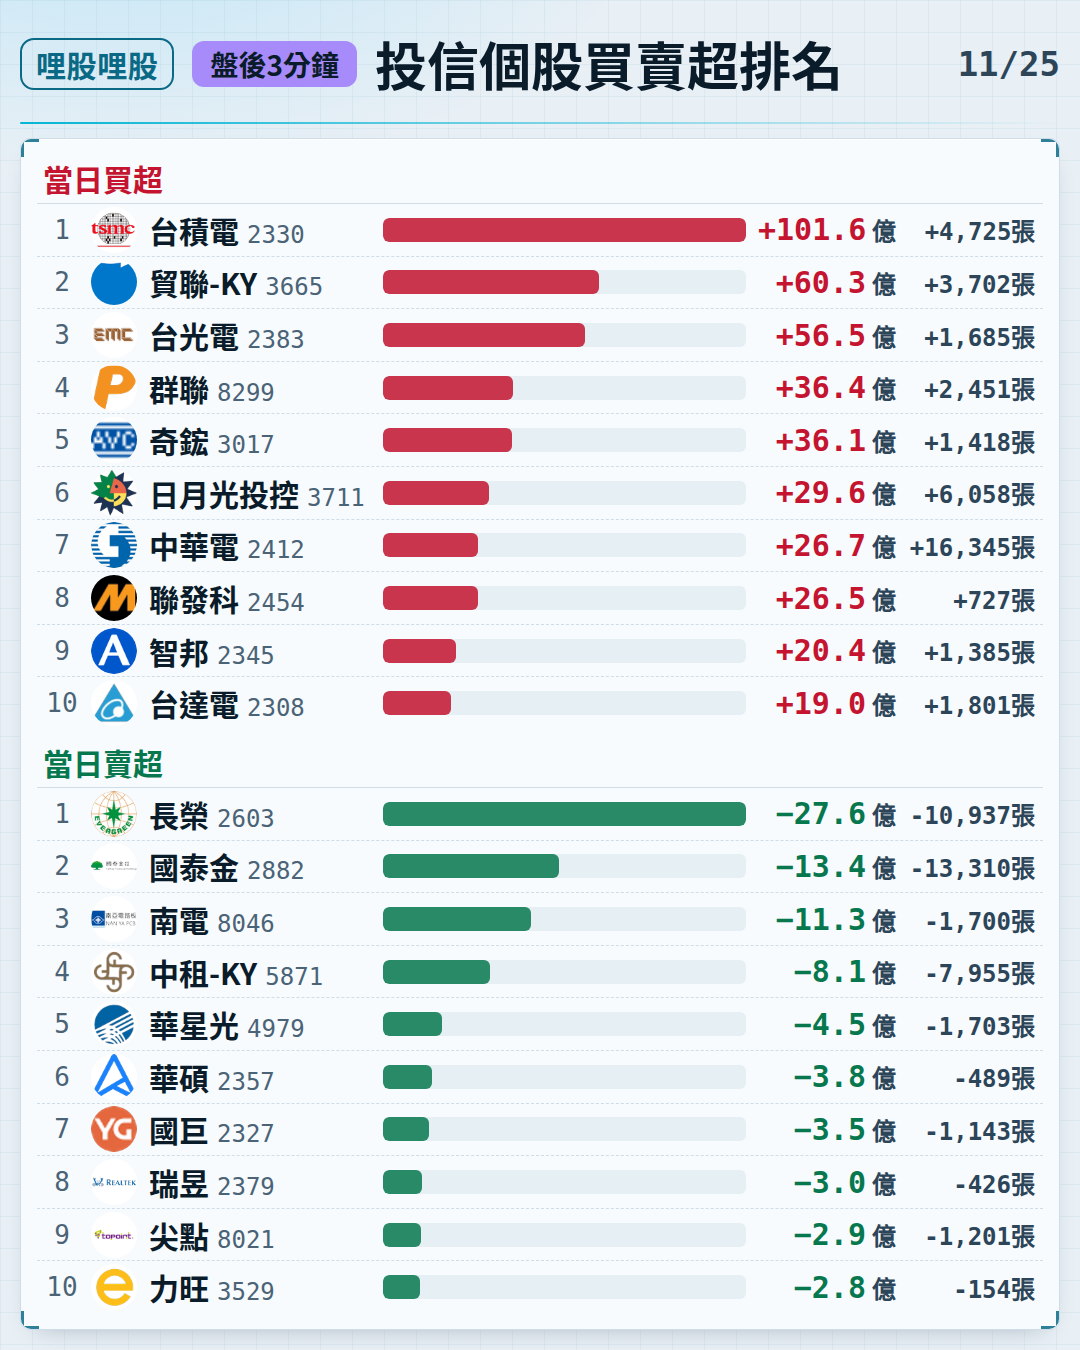 哩股哩股 盤後3分鐘 投信個股買賣超排名 11/25
當日買超
1 tsmc 台積電 2330 +101.6 億 +4,725張
2 貿聯-KY 3665 +60.3 億 +3,702張
3 EMC 台光電 2383 +56.5 億 +1,685張
4 P 群聯 8299 +36.4 億 +2,451張
5 AVC 奇鋐 3017 +36.1 億 +1,418張
6 日月光投控 3711 +29.6 億 +6,058張
7 中華電 2412 +26.7 億 +16,345張
8 聯發科 2454 +26.5 億 +727張
9 A 智邦 2345 +20.4 億 +1,385張
10 台達電 2308 +19.0 億 +1,801張
當日賣超
1 EVERGREEN 長榮 2603 −27.6 億 -10,937張
2 國泰金 2882 −13.4 億 -13,310張
3 南亞電路板 NAN YA PCB 南電 8046 −11.3 億 -1,700張
4 中租-KY 5871 −8.1 億 -7,955張
5 華星光 4979 −4.5 億 -1,703張
6 華碩 2357 −3.8 億 -489張
7 YG 國巨 2327 −3.5 億 -1,143張
8 REALTEK 瑞昱 2379 −3.0 億 -426張
9 topoint 尖點 8021 −2.9 億 -1,201張
10 e 力旺 3529 −2.8 億 -154張